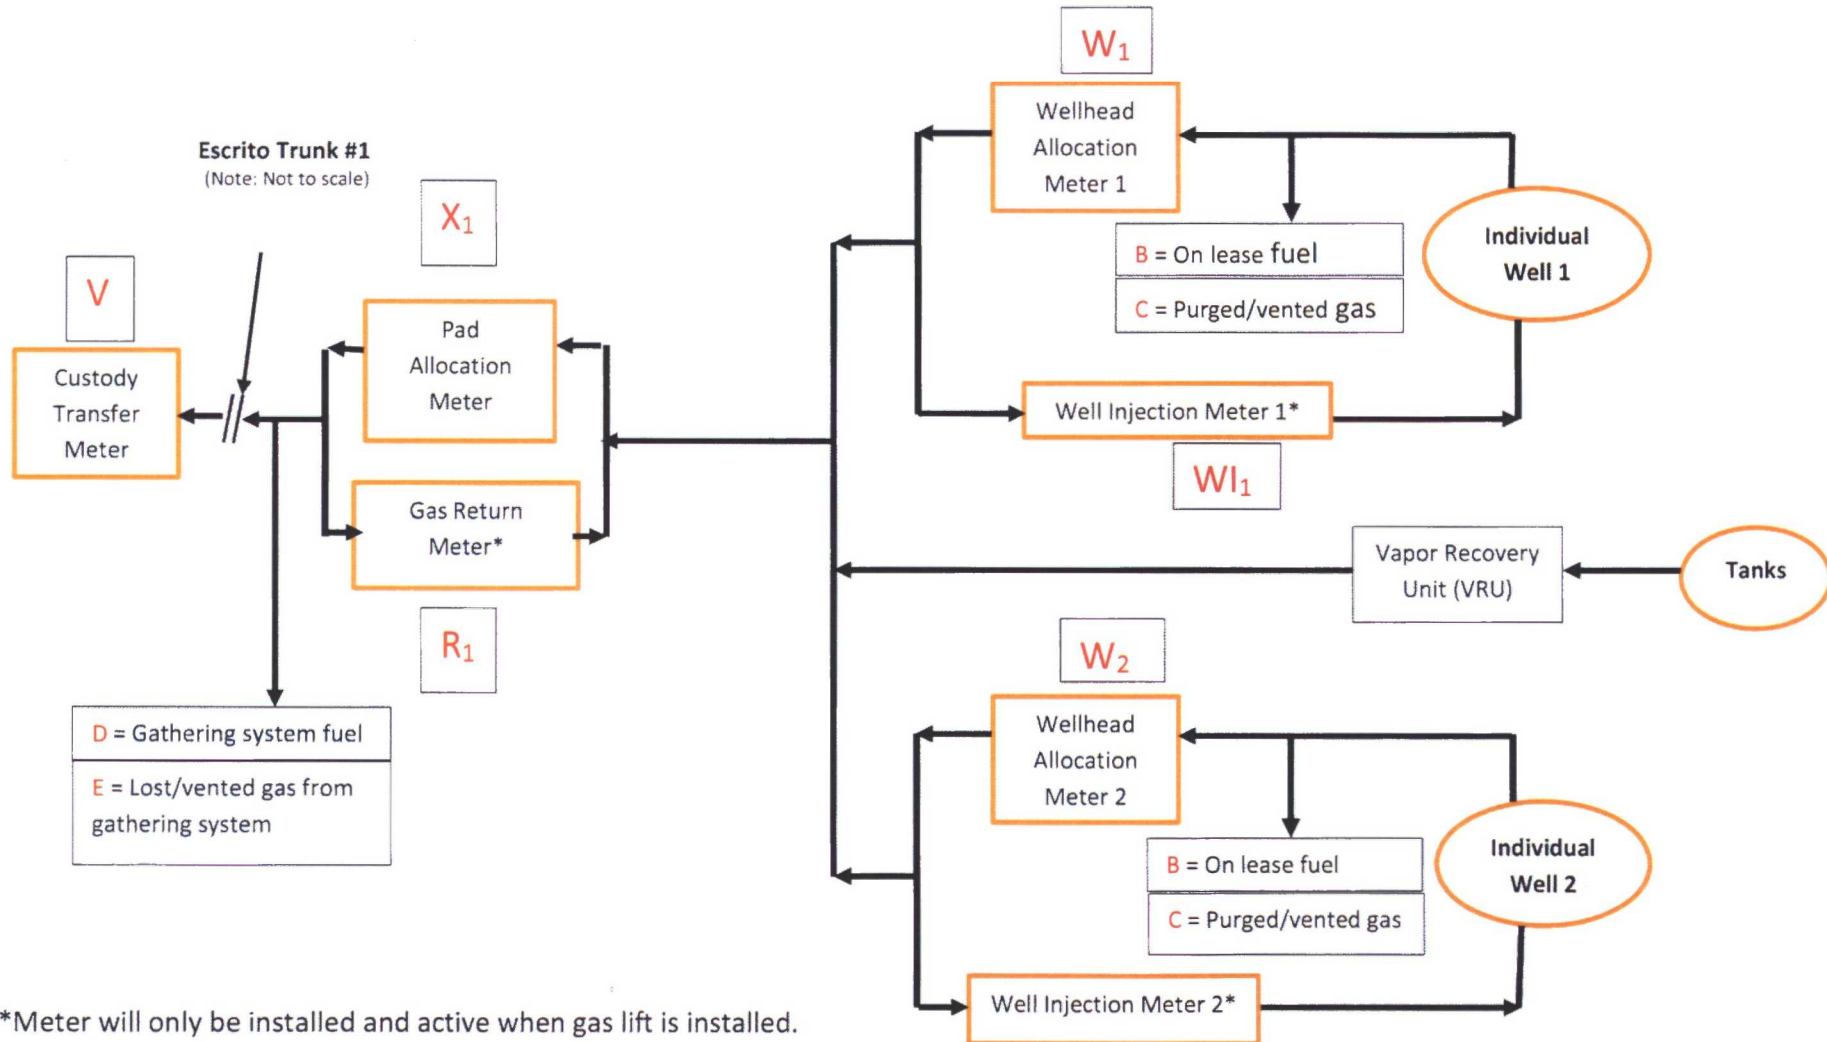 W₁
Wellhead
Allocation
Meter 1
B = On lease fuel
C = Purged/vented gas
Individual
Well 1
Well Injection Meter 1*
WI₁
Escrito Trunk #1
(Note: Not to scale)
X₁
V
Custody
Transfer
Meter
Pad
Allocation
Meter
Gas Return
Meter*
R₁
D = Gathering system fuel
E = Lost/vented gas from
gathering system
Vapor Recovery
Unit (VRU)
Tanks
W₂
Wellhead
Allocation
Meter 2
B = On lease fuel
C = Purged/vented gas
Individual
Well 2
Well Injection Meter 2*
*Meter will only be installed and active when gas lift is installed.